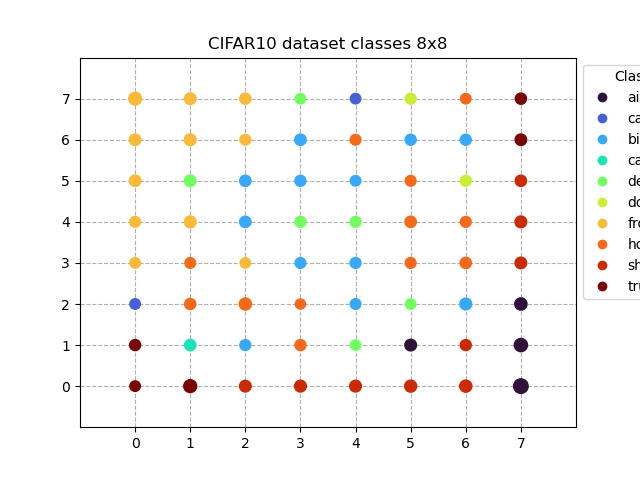 CIFAR10 dataset classes 8x8
Clas
ai
ca
bi
ca
de
do
fro
ho
sh
tru
7
6
5
4
3
2
1
0
0 1 2 3 4 5 6 7